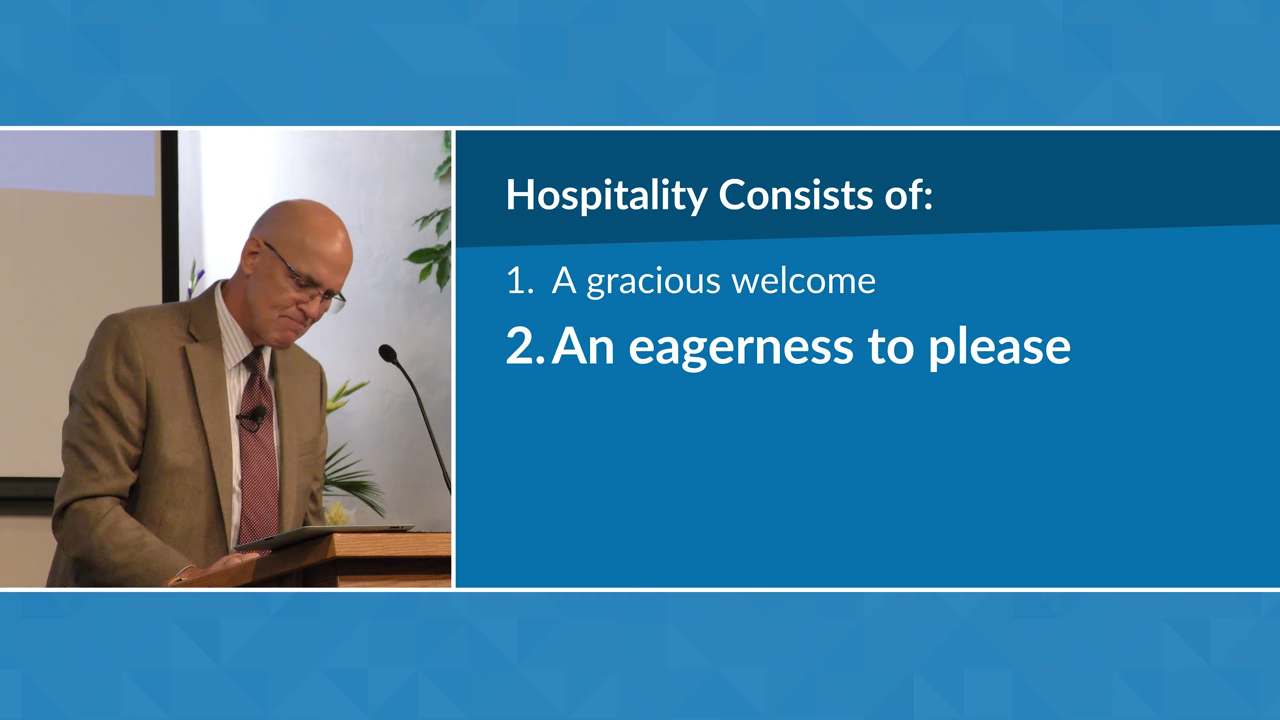 Hospitality Consists of:
1. A gracious welcome
2. An eagerness to please